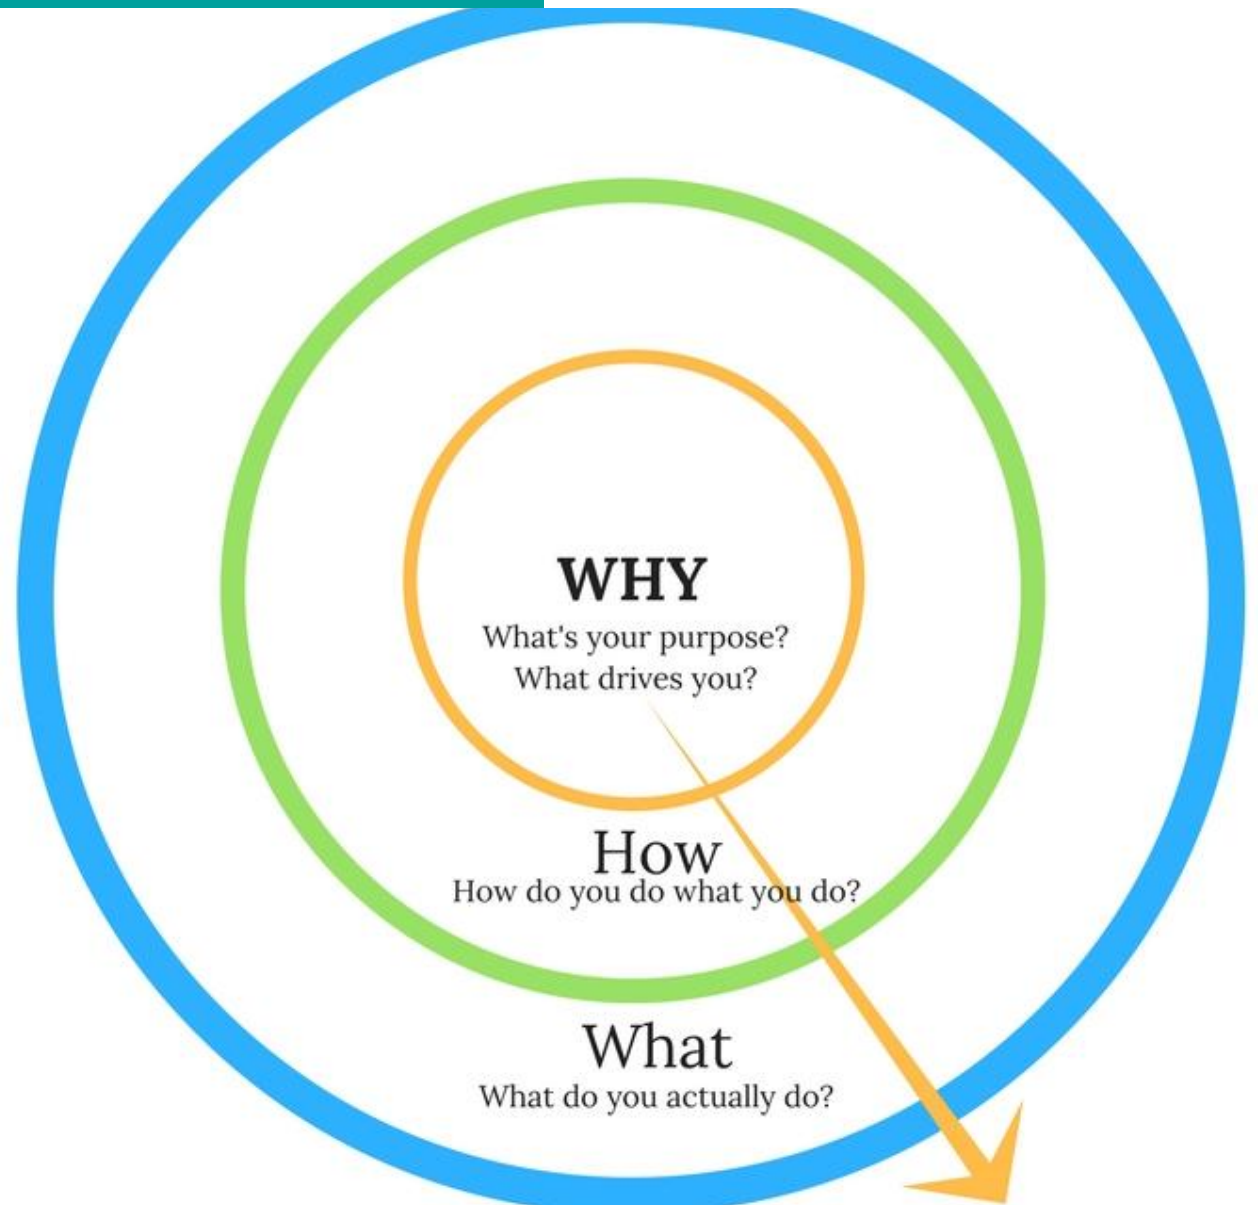 WHY
What's your purpose?
What drives you?
How
How do you do what you do?
What
What do you actually do?